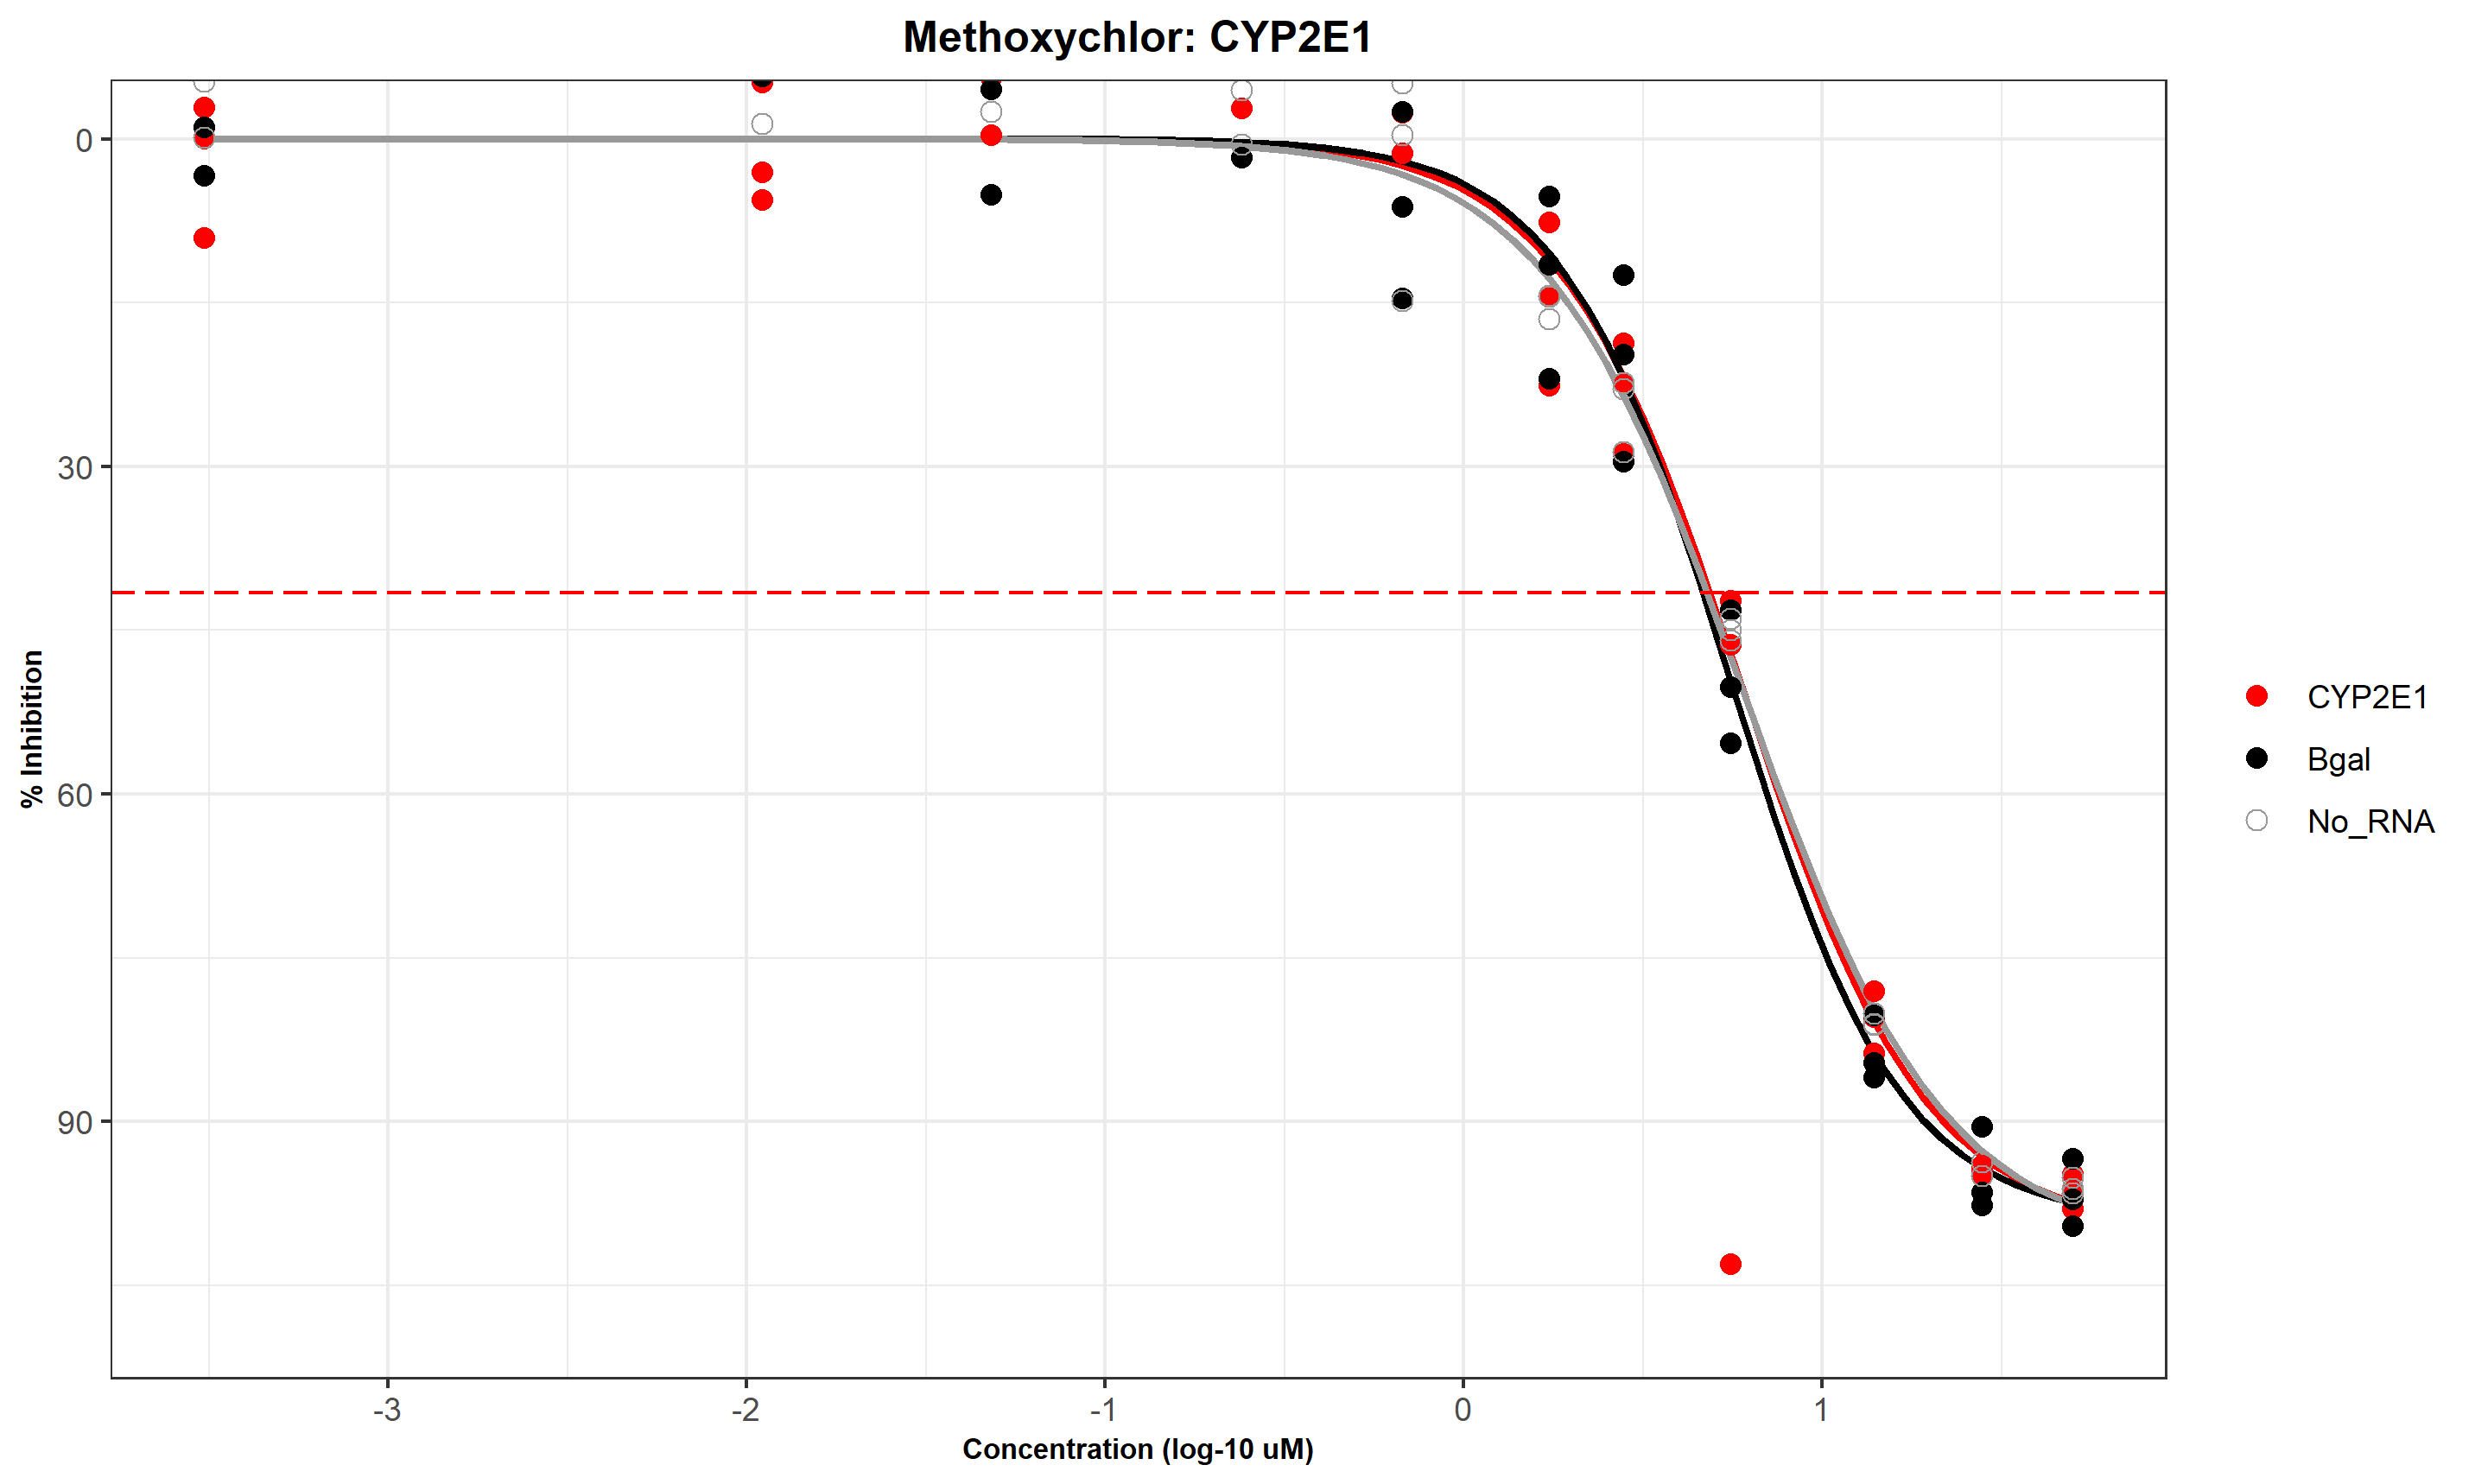 Methoxychlor: CYP2E1
0
30
60
90
% Inhibition
-3
-2
-1
0
1
Concentration (log-10 uM)
CYP2E1
Bgal
No_RNA